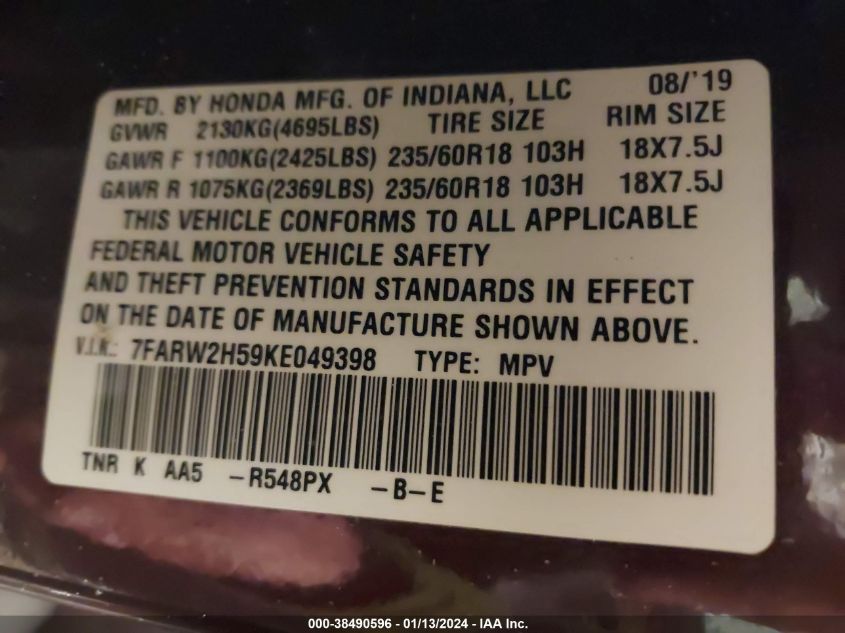 MFD. BY HONDA MFG. OF INDIANA, LLC 08/'19
GVWR 2130KG(4695LBS) TIRE SIZE RIM SIZE
GAWR F 1100KG(2425LBS) 235/60R18 103H 18X7.5J
GAWR R 1075KG(2369LBS) 235/60R18 103H 18X7.5J
THIS VEHICLE CONFORMS TO ALL APPLICABLE
FEDERAL MOTOR VEHICLE SAFETY
AND THEFT PREVENTION STANDARDS IN EFFECT
ON THE DATE OF MANUFACTURE SHOWN ABOVE.
V.I.N.: 7FARW2H59KE049398 TYPE: MPV
TNR K AA5 -R548PX -B-E
000-38490596 - 01/13/2024 - IAA Inc.